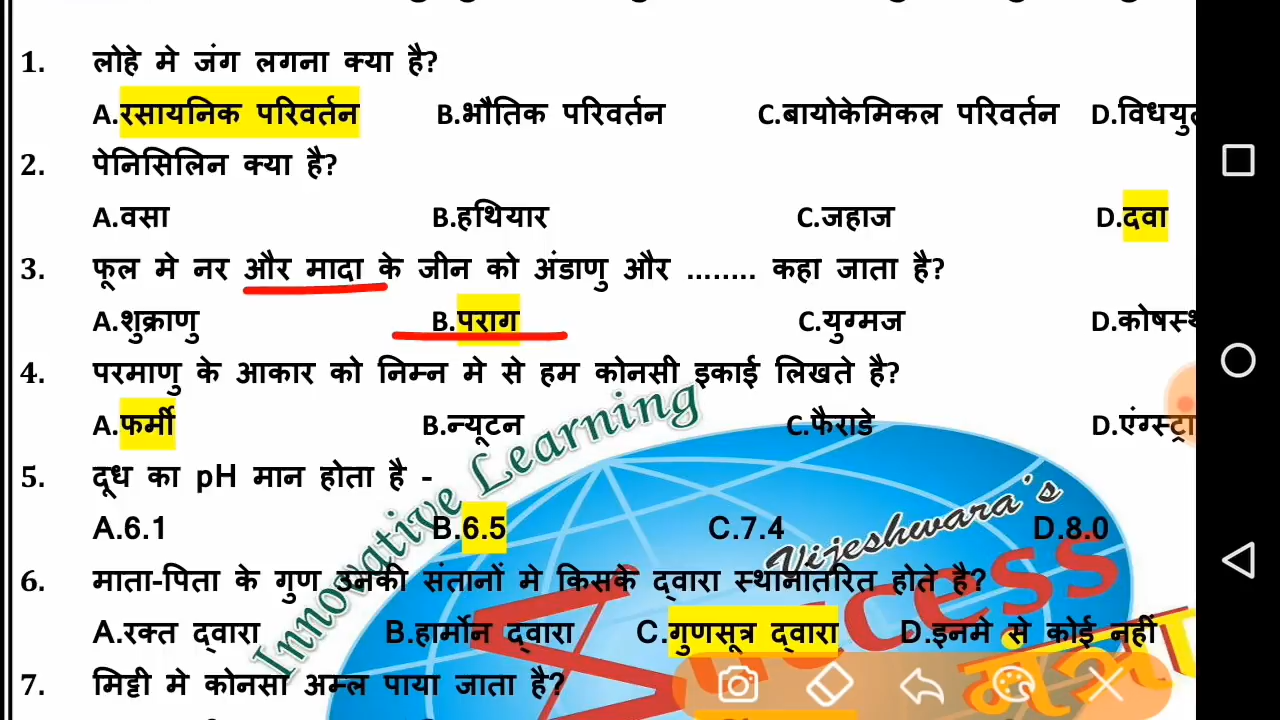 1. लोहे मे जंग लगना क्या है?
A.रसायनिक परिवर्तन B.भौतिक परिवर्तन C.बायोकेमिकल परिवर्तन D.
2. पेनिसिलिन क्या है?
A.वसा B.हथियार C.जहाज D.दवा
3. फूल मे नर और मादा के जीन को अंडाणु और ........ कहा जाता है?
A.शुक्राणु B.पराग C.युग्मज D.
4. परमाणु के आकार को निम्न मे से हम कोनसी इकाई लिखते है?
A.फर्मी B.न्यूटन C.फैराडे D.
5. दूध का pH मान होता है -
A.6.1 B.6.5 C.7.4 D.8.0
6. माता-पिता के गुण उनकी संतानों मे किसके द्वारा स्थानांतरित होते है?
A.रक्त द्वारा B.हार्मोन द्वारा C.गुणसूत्र द्वारा D.इनमे से कोई नहीं
7. मिट्टी मे कोनसा अम्ल पाया जाता है?
Innovative Learning
Vijeshwara's